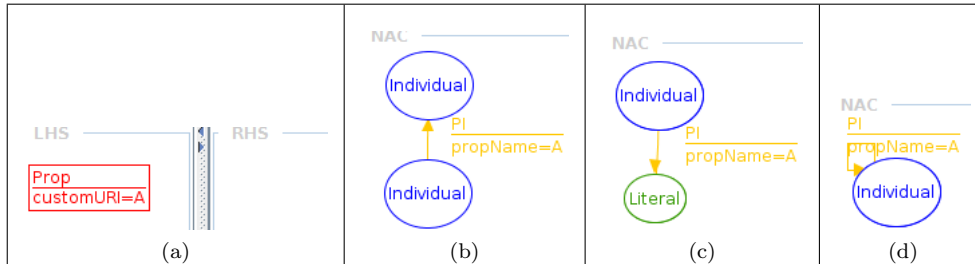 LHS
RHS
Prop
customURI=A
(a)
NAC
Individual
PI
propName=A
Individual
(b)
NAC
Individual
PI
propName=A
Literal
(c)
NAC
PI
propName=A
Individual
(d)